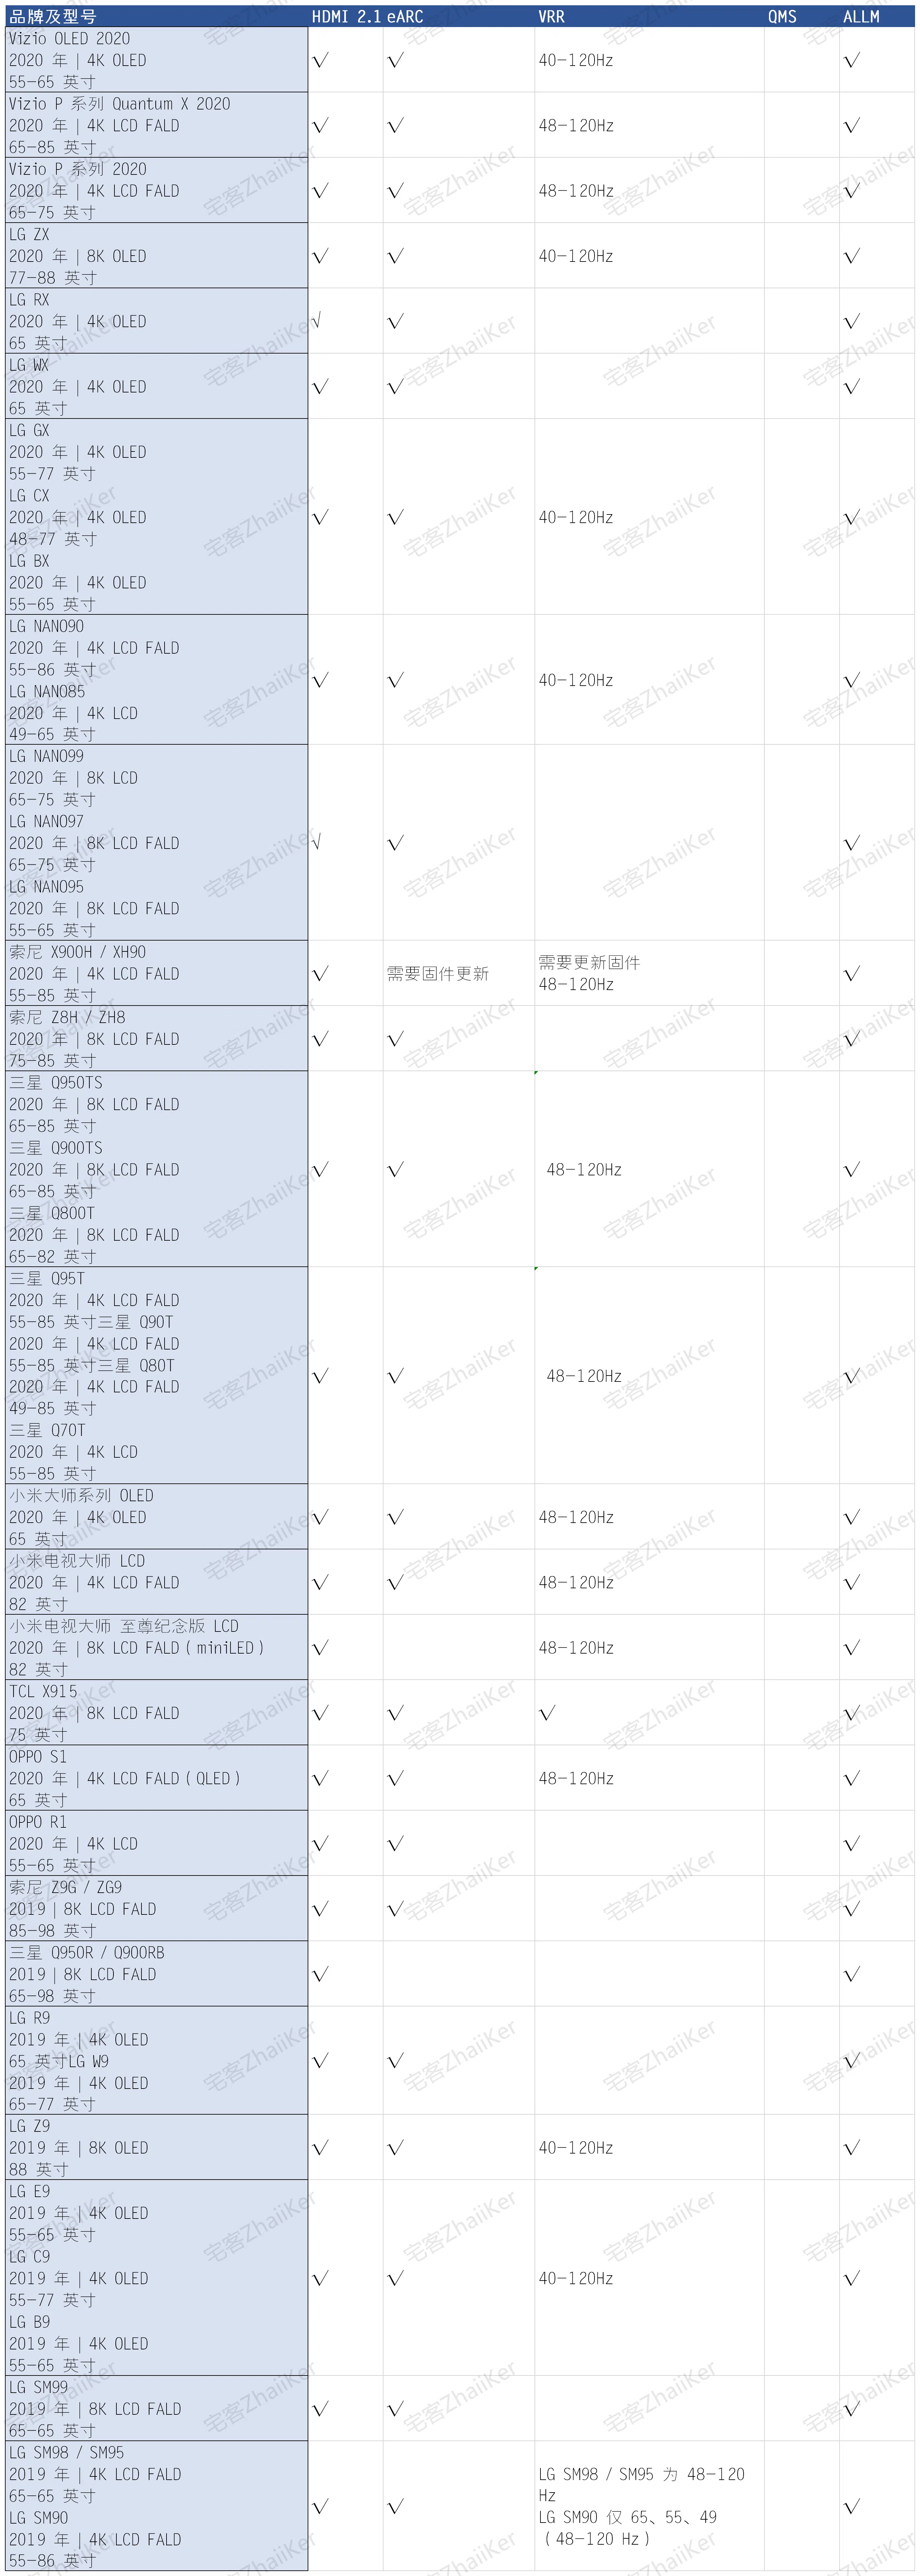 品牌及型号 HDMI 2.1 eARC VRR QMS ALLM
Vizio OLED 2020
2020 年 | 4K OLED √ √ 40-120Hz √
55-65 英寸
Vizio P 系列 Quantum X 2020
2020 年 | 4K LCD FALD √ √ 48-120Hz √
65-85 英寸
Vizio P 系列 2020
2020 年 | 4K LCD FALD √ √ 48-120Hz √
65-75 英寸
LG ZX
2020 年 | 8K OLED √ √ 40-120Hz √
77-88 英寸
LG RX
2020 年 | 4K OLED √ √ √
65 英寸
LG WX
2020 年 | 4K OLED √ √ √
65 英寸
LG GX
2020 年 | 4K OLED
55-77 英寸
LG CX
2020 年 | 4K OLED √ √ 40-120Hz √
48-77 英寸
LG BX
2020 年 | 4K OLED
55-65 英寸
LG NANO90
2020 年 | 4K LCD FALD
55-86 英寸 √ √ 40-120Hz √
LG NANO85
2020 年 | 4K LCD
49-65 英寸
LG NANO99
2020 年 | 8K LCD
65-75 英寸
LG NANO97
2020 年 | 8K LCD FALD √ √ √
65-75 英寸
LG NANO95
2020 年 | 8K LCD FALD
55-65 英寸
索尼 X900H / XH90
2020 年 | 4K LCD FALD √ 需要固件更新 需要更新固件 √
55-85 英寸 48-120Hz
索尼 Z8H / ZH8
2020 年 | 8K LCD FALD √ √ √
75-85 英寸
三星 Q950TS
2020 年 | 8K LCD FALD
65-85 英寸
三星 Q900TS
2020 年 | 8K LCD FALD √ √ 48-120Hz √
65-85 英寸
三星 Q800T
2020 年 | 8K LCD FALD
65-82 英寸
三星 Q95T
2020 年 | 4K LCD FALD
55-85 英寸三星 Q90T
2020 年 | 4K LCD FALD
55-85 英寸三星 Q80T √ √ 48-120Hz √
2020 年 | 4K LCD FALD
49-85 英寸
三星 Q70T
2020 年 | 4K LCD
55-85 英寸
小米大师系列 OLED
2020 年 | 4K OLED √ √ 48-120Hz √
65 英寸
小米电视大师 LCD
2020 年 | 4K LCD FALD √ √ 48-120Hz √
82 英寸
小米电视大师 至尊纪念版 LCD
2020 年 | 8K LCD FALD（miniLED） √ 48-120Hz √
82 英寸
TCL X915
2020 年 | 8K LCD FALD √ √ √ √
75 英寸
OPPO S1
2020 年 | 4K LCD FALD（QLED） √ √ 48-120Hz √
65 英寸
OPPO R1
2020 年 | 4K LCD √ √ √
55-65 英寸
索尼 Z9G / ZG9
2019 | 8K LCD FALD √ √ √
85-98 英寸
三星 Q950R / Q900RB
2019 | 8K LCD FALD √ √
65-98 英寸
LG R9
2019 年 | 4K OLED
65 英寸LG W9 √ √ √
2019 年 | 4K OLED
65-77 英寸
LG Z9
2019 年 | 8K OLED √ √ 40-120Hz √
88 英寸
LG E9
2019 年 | 4K OLED
55-65 英寸
LG C9
2019 年 | 4K OLED √ √ 40-120Hz √
55-77 英寸
LG B9
2019 年 | 4K OLED
55-65 英寸
LG SM99
2019 年 | 8K LCD FALD √ √ √
65-65 英寸
LG SM98 / SM95
2019 年 | 4K LCD FALD LG SM98 / SM95 为 48-120
65-65 英寸 √ √ Hz √
LG SM90 LG SM90 仅 65、55、49
2019 年 | 4K LCD FALD （48-120 Hz）
55-86 英寸
宅客ZhaiiKer